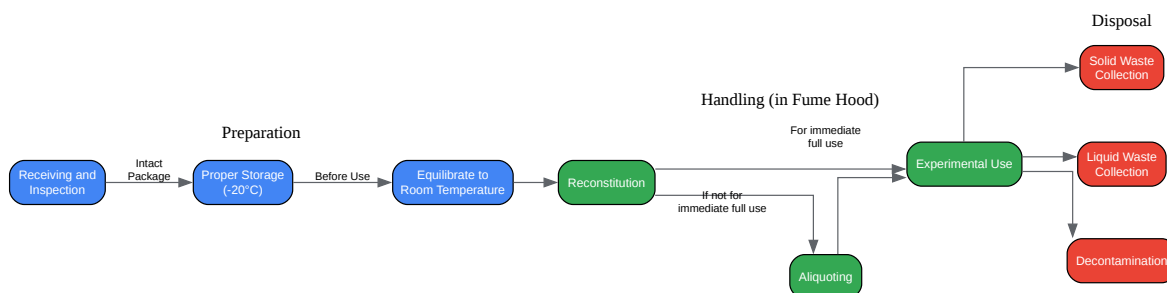 Disposal
Solid Waste
Collection
Handling (in Fume Hood)
Preparation
For immediate
full use
Receiving and
Inspection
Intact
Package
Proper Storage
(-20°C)
Before Use
Equilibrate to
Room Temperature
Reconstitution
Experimental Use
Liquid Waste
Collection
If not for
immediate full use
Aliquoting
Decontamination